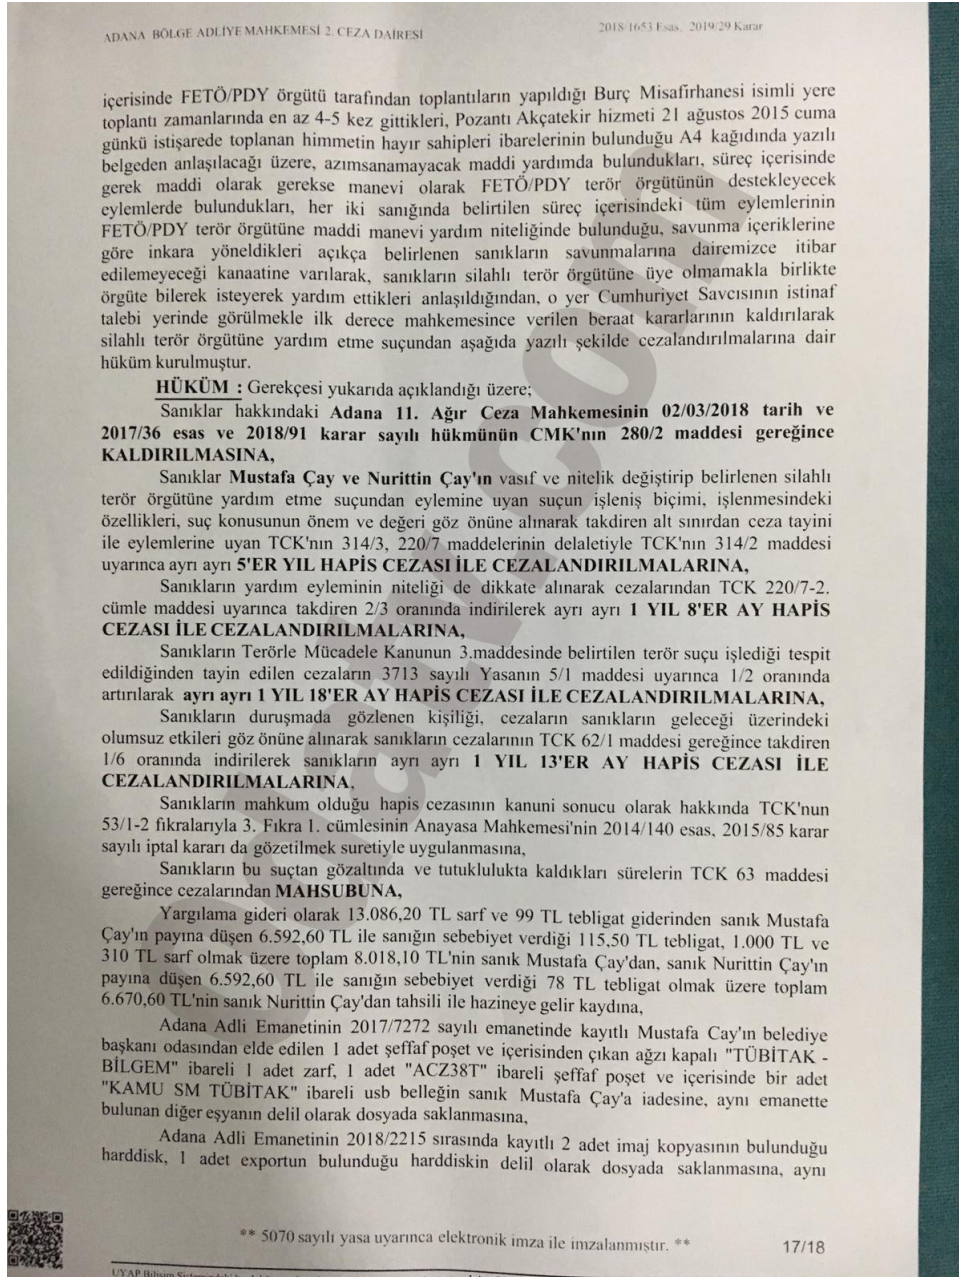 ADANA BÖLGE ADLİYE MAHKEMESİ 2. CEZA DAİRESİ
2018/1653 Esas, 2019/29 Karar
içerisinde FETÖ/PDY örgütü tarafından toplantıların yapıldığı Burç Misafirhanesi isimli yere
toplantı zamanlarında en az 4-5 kez gittikleri, Pozantı Akçatekir hizmeti 21 ağustos 2015 cuma
günkü istişarede toplanan himmetin hayır sahipleri ibarelerinin bulunduğu A4 kağıdında yazılı
belgeden anlaşılacağı üzere, azımsanamayacak maddi yardımda bulundukları, süreç içerisinde
gerek maddi olarak gerekse manevi olarak FETÖ/PDY terör örgütünün destekleyecek
eylemlerde bulundukları, her iki sanığında belirtilen süreç içerisindeki tüm eylemlerinin
FETÖ/PDY terör örgütüne maddi manevi yardım niteliğinde bulunduğu, savunma içeriklerine
göre inkara yöneldikleri açıkça belirlenen sanıkların savunmalarına dairemizce itibar
edilemeyeceği kanaatine varılarak, sanıkların silahlı terör örgütüne üye olmamakla birlikte
örgüte bilerek isteyerek yardım ettikleri anlaşıldığından, o yer Cumhuriyet Savcısının istinaf
talebi yerinde görülmekle ilk derece mahkemesince verilen beraat kararlarının kaldırılarak
silahlı terör örgütüne yardım etme suçundan aşağıda yazılı şekilde cezalandırılmalarına dair
hüküm kurulmuştur.
HÜKÜM : Gerekçesi yukarıda açıklandığı üzere;
Sanıklar hakkındaki Adana 11. Ağır Ceza Mahkemesinin 02/03/2018 tarih ve
2017/36 esas ve 2018/91 karar sayılı hükmünün CMK'nın 280/2 maddesi gereğince
KALDIRILMASINA,
Sanıklar Mustafa Çay ve Nurittin Çay'ın vasıf ve nitelik değiştirip belirlenen silahlı
terör örgütüne yardım etme suçundan eylemine uyan suçun işleniş biçimi, işlenmesindeki
özellikleri, suç konusunun önem ve değeri göz önüne alınarak takdiren alt sınırdan ceza tayini
ile eylemlerine uyan TCK'nın 314/3, 220/7 maddelerinin delaletiyle TCK'nın 314/2 maddesi
uyarınca ayrı ayrı 5'ER YIL HAPİS CEZASI İLE CEZALANDIRILMALARINA,
Sanıkların yardım eyleminin niteliği de dikkate alınarak cezalarından TCK 220/7-2.
cümle maddesi uyarınca takdiren 2/3 oranında indirilerek ayrı ayrı 1 YIL 8'ER AY HAPİS
CEZASI İLE CEZALANDIRILMALARINA,
Sanıkların Terörle Mücadele Kanunun 3.maddesinde belirtilen terör suçu işlediği tespit
edildiğinden tayin edilen cezaların 3713 sayılı Yasanın 5/1 maddesi uyarınca 1/2 oranında
artırılarak ayrı ayrı 1 YIL 18'ER AY HAPİS CEZASI İLE CEZALANDIRILMALARINA,
Sanıkların duruşmada gözlenen kişiliği, cezaların sanıkların geleceği üzerindeki
olumsuz etkileri göz önüne alınarak sanıkların cezalarının TCK 62/1 maddesi gereğince takdiren
1/6 oranında indirilerek sanıkların ayrı ayrı 1 YIL 13'ER AY HAPİS CEZASI İLE
CEZALANDIRILMALARINA,
Sanıkların mahkum olduğu hapis cezasının kanuni sonucu olarak hakkında TCK'nun
53/1-2 fıkralarıyla 3. Fıkra 1. cümlesinin Anayasa Mahkemesi'nin 2014/140 esas, 2015/85 karar
sayılı iptal kararı da gözetilmek suretiyle uygulanmasına,
Sanıkların bu suçtan gözaltında ve tutuklulukta kaldıkları sürelerin TCK 63 maddesi
gereğince cezalarından MAHSUBUNA,
Yargılama gideri olarak 13.086,20 TL sarf ve 99 TL tebligat giderinden sanık Mustafa
Çay'ın payına düşen 6.592,60 TL ile sanığın sebebiyet verdiği 115,50 TL tebligat, 1.000 TL ve
310 TL sarf olmak üzere toplam 8.018,10 TL'nin sanık Mustafa Çay'dan, sanık Nurittin Çay'ın
payına düşen 6.592,60 TL ile sanığın sebebiyet verdiği 78 TL tebligat olmak üzere toplam
6.670,60 TL'nin sanık Nurittin Çay'dan tahsili ile hazineye gelir kaydına,
Adana Adli Emanetinin 2017/7272 sayılı emanetinde kayıtlı Mustafa Cay'ın belediye
başkanı odasından elde edilen 1 adet şeffaf poşet ve içerisinden çıkan ağzı kapalı "TÜBİTAK -
BİLGEM" ibareli 1 adet zarf, 1 adet "ACZ38T" ibareli şeffaf poşet ve içerisinde bir adet
"KAMU SM TÜBİTAK" ibareli usb belleğin sanık Mustafa Çay'a iadesine, aynı emanette
bulunan diğer eşyanın delil olarak dosyada saklanmasına,
Adana Adli Emanetinin 2018/2215 sırasında kayıtlı 2 adet imaj kopyasının bulunduğu
harddisk, 1 adet exportun bulunduğu harddiskin delil olarak dosyada saklanmasına, aynı
** 5070 sayılı yasa uyarınca elektronik imza ile imzalanmıştır. **
17/18